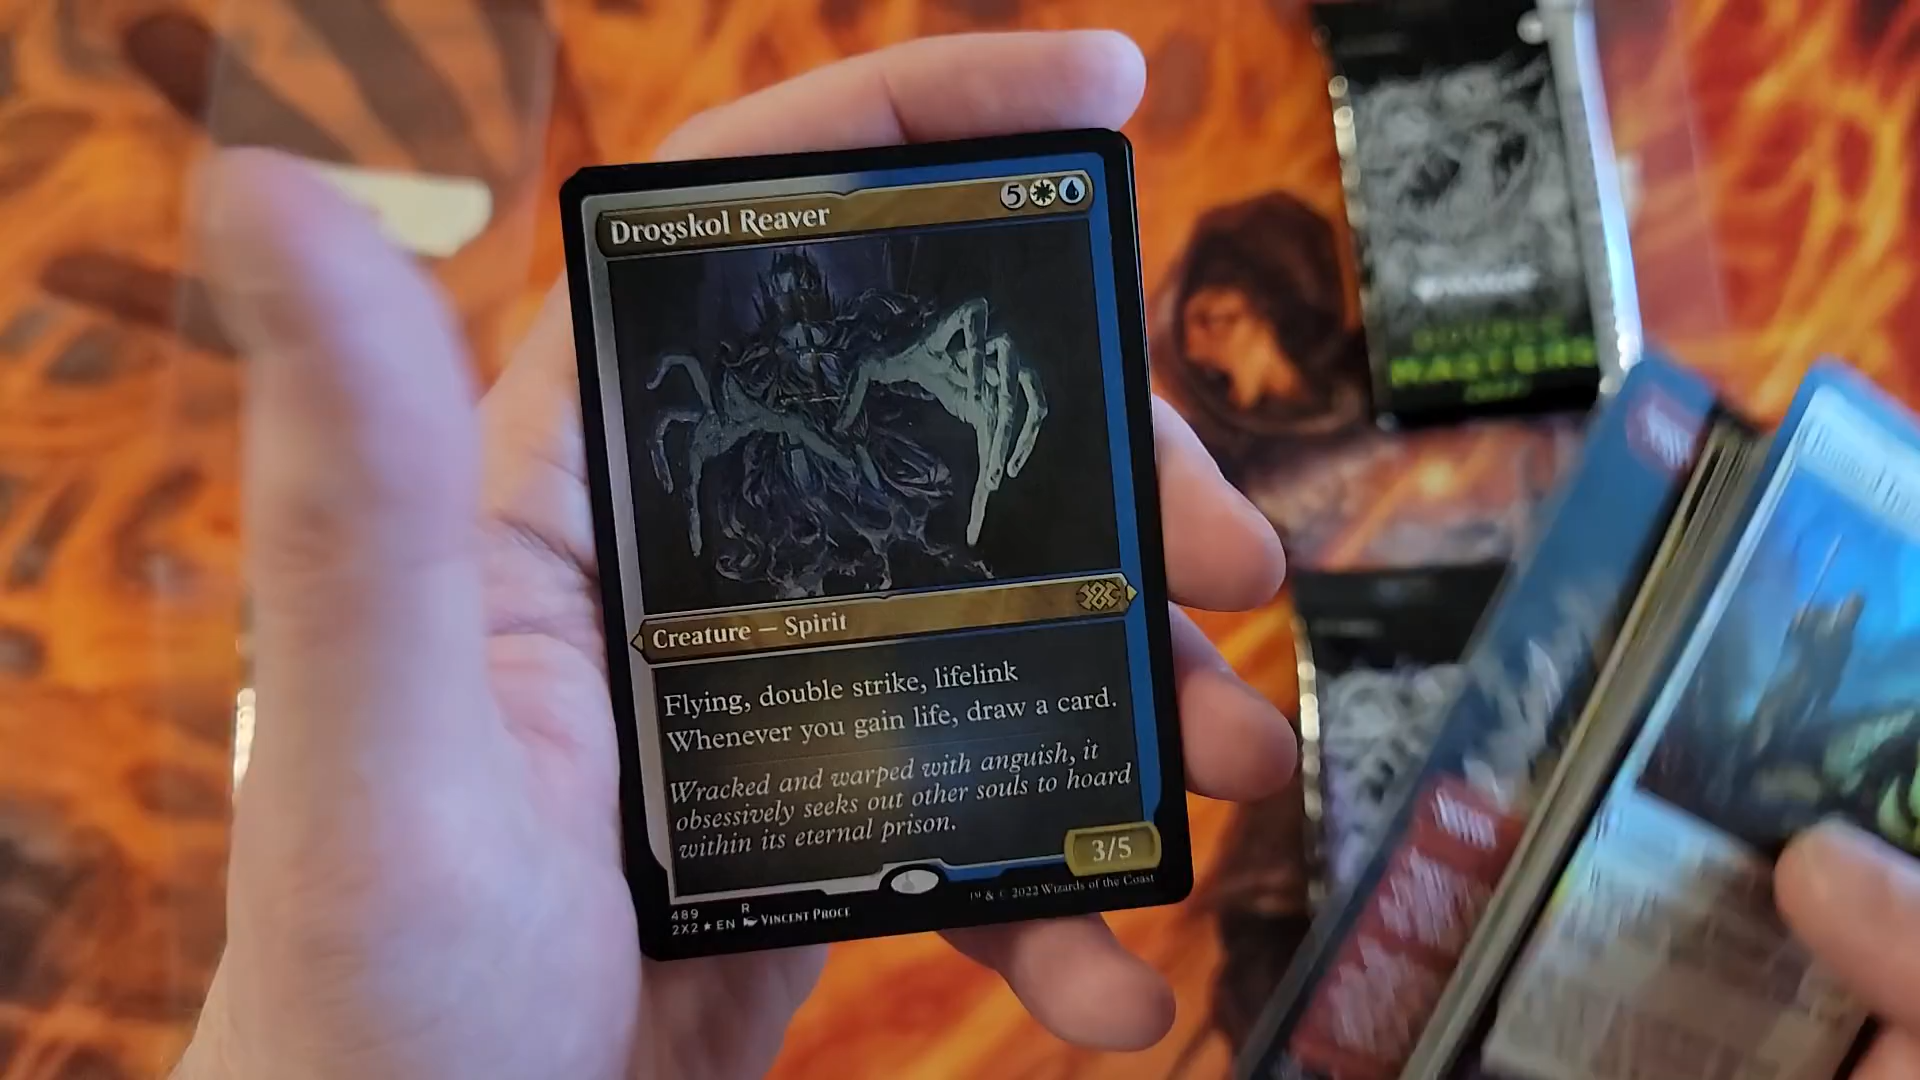 Drogskol Reaver
5
Creature — Spirit
Flying, double strike, lifelink
Whenever you gain life, draw a card.
Wracked and warped with anguish, it
obsessively seeks out other souls to hoard
within its eternal prison.
3/5
489 R
2X2 ★ EN VINCENT PROCE
™ & © 2022 Wizards of the Coast
DOUBLE
MASTERS